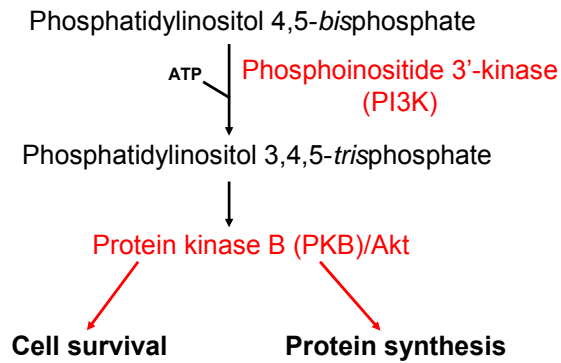 Phosphatidylinositol 4,5-bisphosphate
ATP
Phosphoinositide 3’-kinase
(PI3K)
Phosphatidylinositol 3,4,5-trisphosphate
Protein kinase B (PKB)/Akt
Cell survival
Protein synthesis